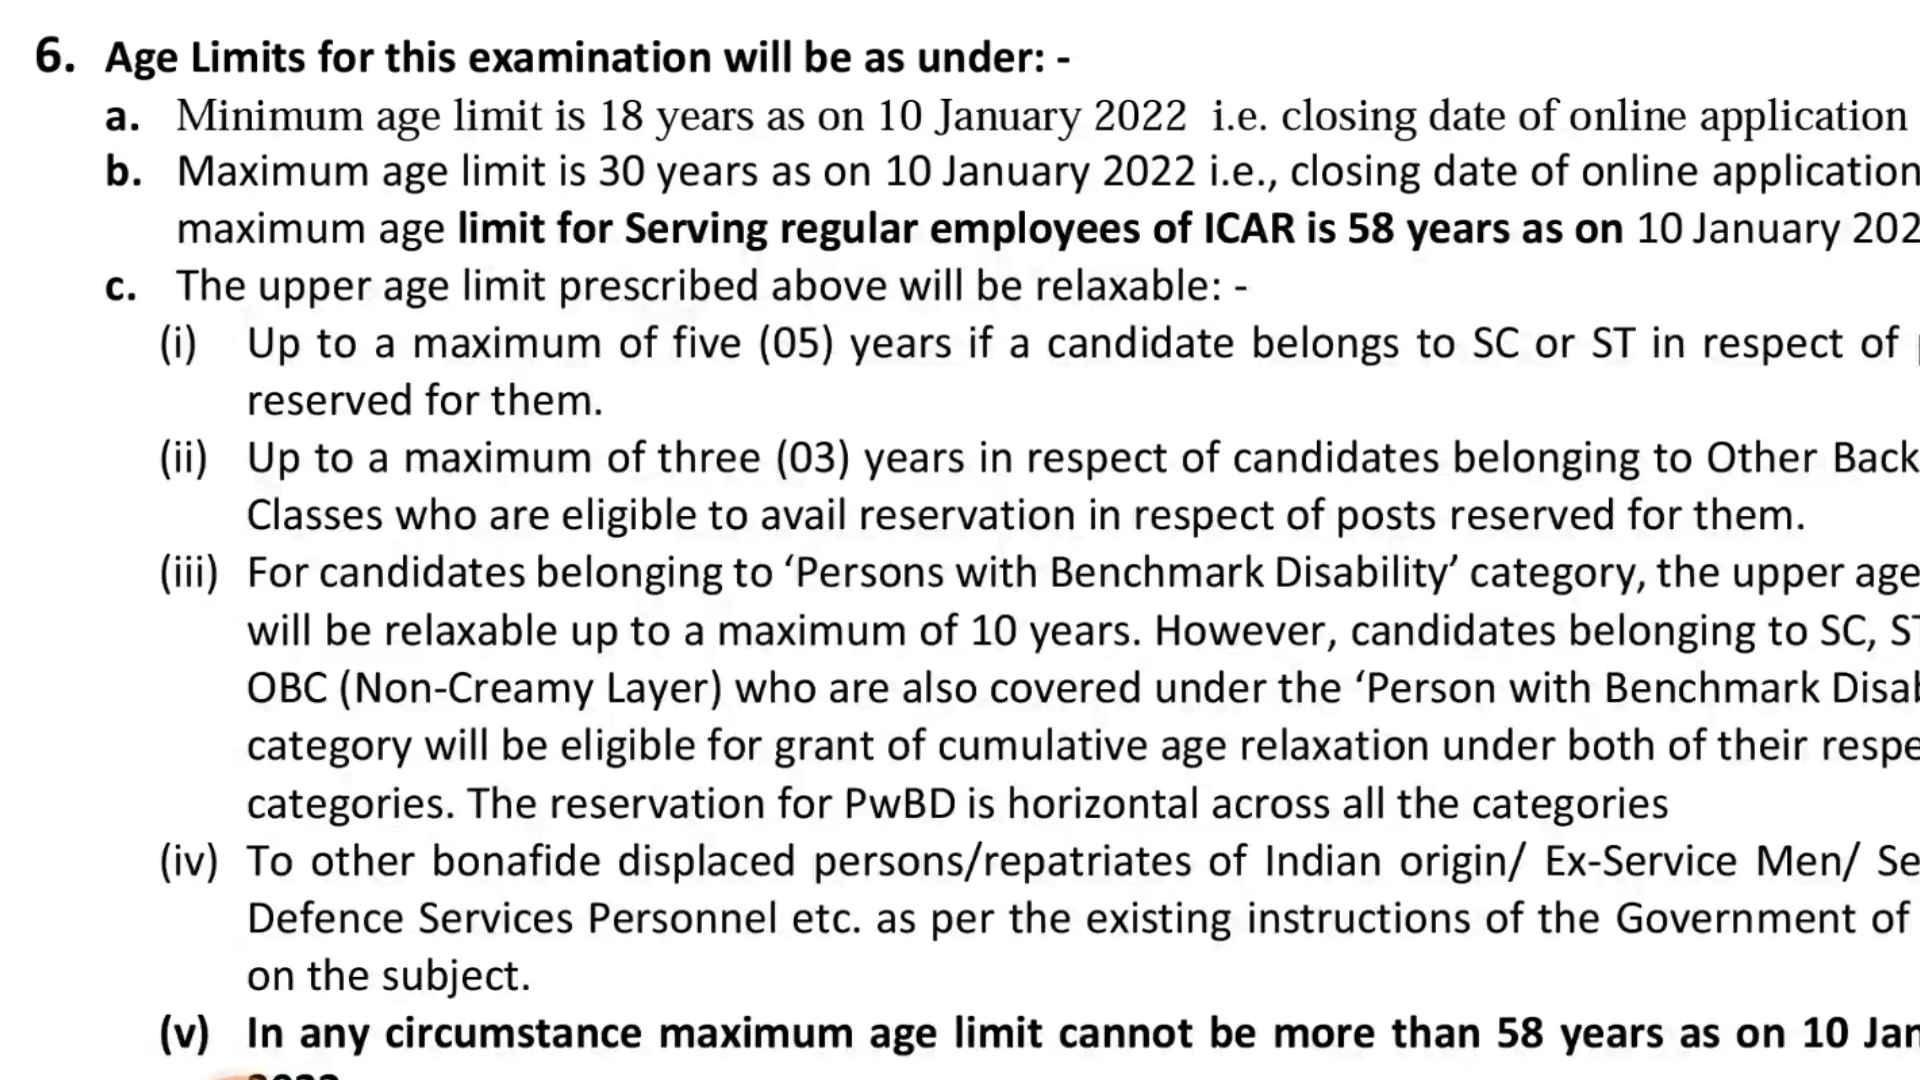 6. Age Limits for this examination will be as under: -
a. Minimum age limit is 18 years as on 10 January 2022 i.e. closing date of online application
b. Maximum age limit is 30 years as on 10 January 2022 i.e., closing date of online application
maximum age limit for Serving regular employees of ICAR is 58 years as on 10 January 202
c. The upper age limit prescribed above will be relaxable: -
(i) Up to a maximum of five (05) years if a candidate belongs to SC or ST in respect of
reserved for them.
(ii) Up to a maximum of three (03) years in respect of candidates belonging to Other Back
Classes who are eligible to avail reservation in respect of posts reserved for them.
(iii) For candidates belonging to ‘Persons with Benchmark Disability’ category, the upper age
will be relaxable up to a maximum of 10 years. However, candidates belonging to SC, ST
OBC (Non-Creamy Layer) who are also covered under the ‘Person with Benchmark Disab
category will be eligible for grant of cumulative age relaxation under both of their respe
categories. The reservation for PwBD is horizontal across all the categories
(iv) To other bonafide displaced persons/repatriates of Indian origin/ Ex-Service Men/ Se
Defence Services Personnel etc. as per the existing instructions of the Government of
on the subject.
(v) In any circumstance maximum age limit cannot be more than 58 years as on 10 Jan